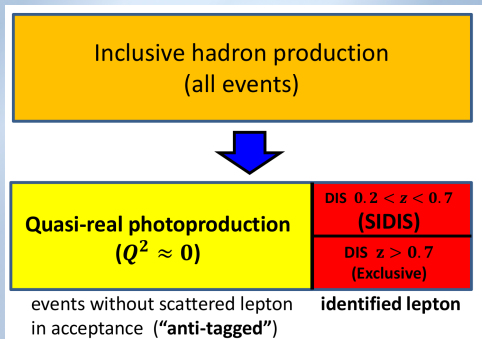 Inclusive hadron production
(all events)
Quasi-real photoproduction
(Q² ≈ 0)
DIS 0.2 < z < 0.7
(SIDIS)
DIS z > 0.7
(Exclusive)
events without scattered lepton
in acceptance (“anti-tagged”)
identified lepton